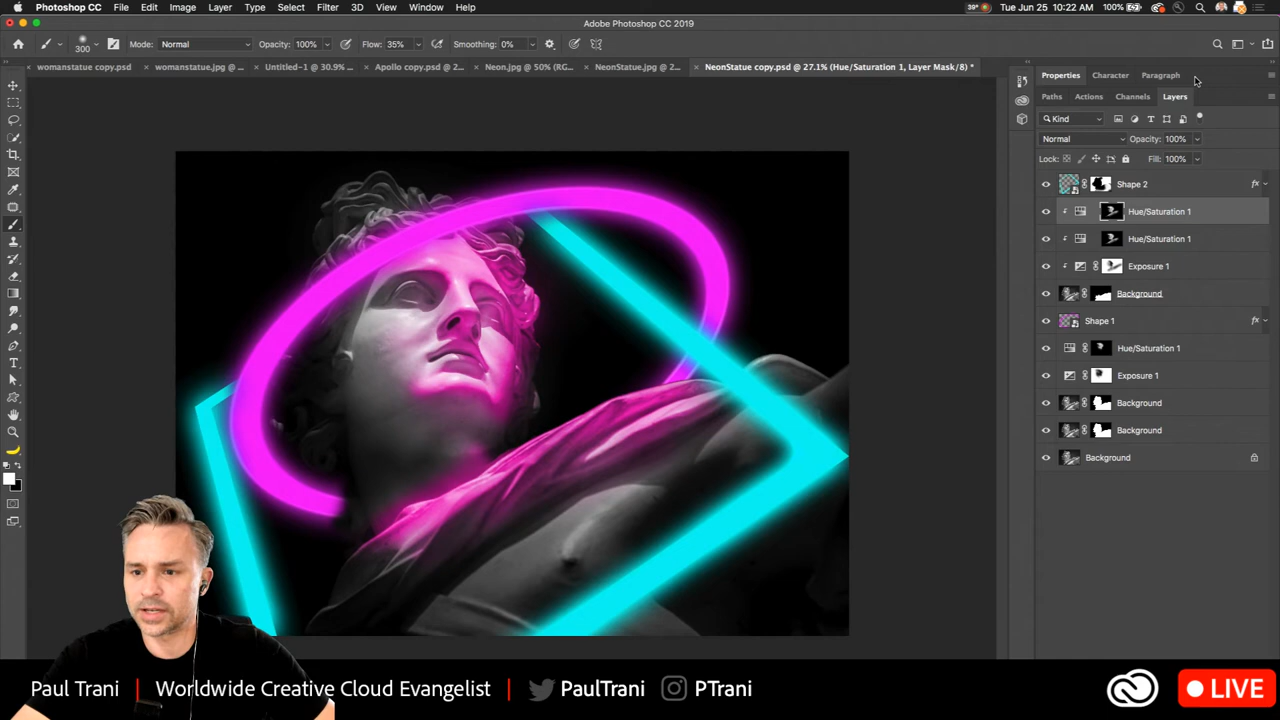 Photoshop CC File Edit Image Layer Type Select Filter 3D View Window Help 39° Tue Jun 25 10:22 AM 100%
Adobe Photoshop CC 2019
300 Mode: Normal Opacity: 100% Flow: 35% Smoothing: 0%
womanstatue copy.psd × womanstatue.jpg @ ... × Untitled-1 @ 30.9% ... × Apollo copy.psd @ 2... × Neon.jpg @ 50% (RG... × NeonStatue.jpg @ 2... × NeonStatue copy.psd @ 27.1% (Hue/Saturation 1, Layer Mask/8) *
Properties Character Paragraph
Paths Actions Channels Layers
Kind
Normal Opacity: 100%
Lock: Fill: 100%
Shape 2 fx
Hue/Saturation 1
Hue/Saturation 1
Exposure 1
Background
Shape 1 fx
Hue/Saturation 1
Exposure 1
Background
Background
Background
Paul Trani | Worldwide Creative Cloud Evangelist | PaulTrani PTrani LIVE